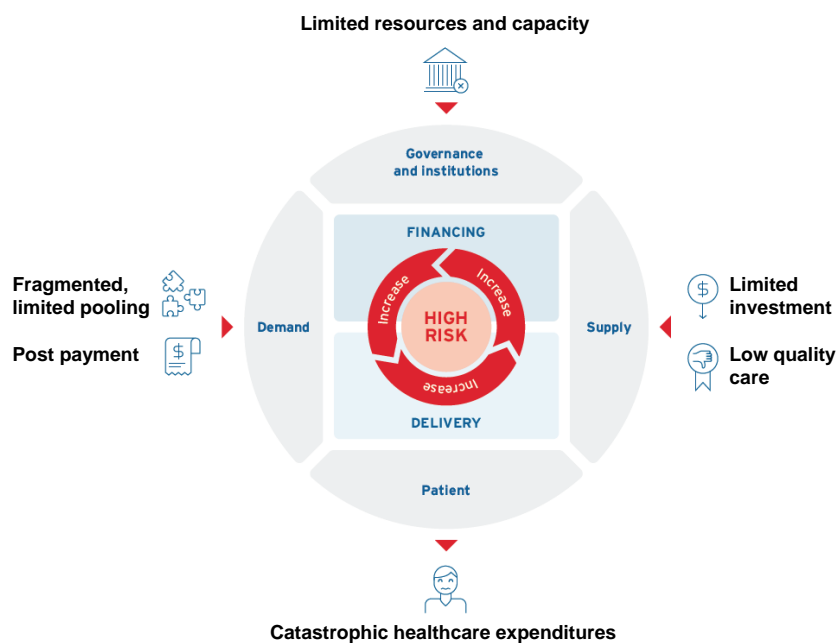 Limited resources and capacity
Governance
and institutions
FINANCING
Fragmented,
limited pooling
Post payment
Demand
Increase
Increase
HIGH
RISK
Increase
Supply
$
Limited
investment
$
Low quality
care
DELIVERY
Patient
Catastrophic healthcare expenditures